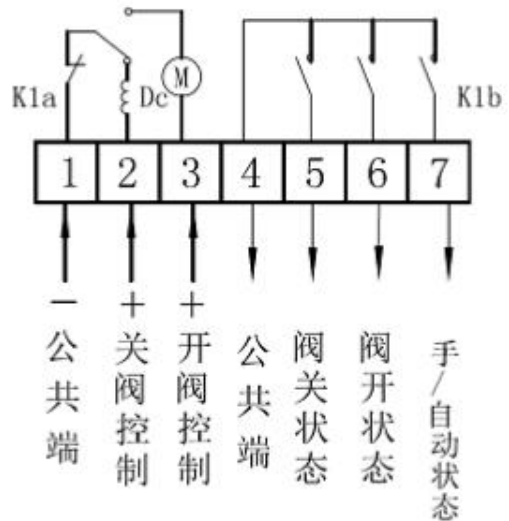 M
K1a
Dc
K1b
1 2 3 4 5 6 7
－公共端
＋关阀控制
＋开阀控制
公共端
阀关状态
阀开状态
手/自动状态